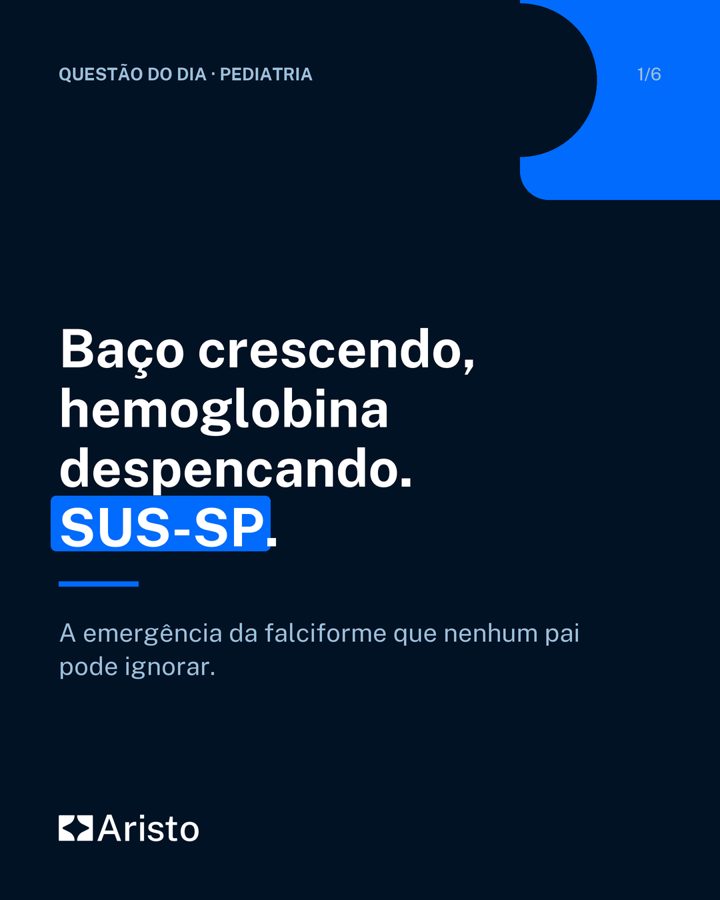 QUESTÃO DO DIA · PEDIATRIA
1/6
Baço crescendo,
hemoglobina
despencando.
SUS-SP.
A emergência da falciforme que nenhum pai
pode ignorar.
Aristo